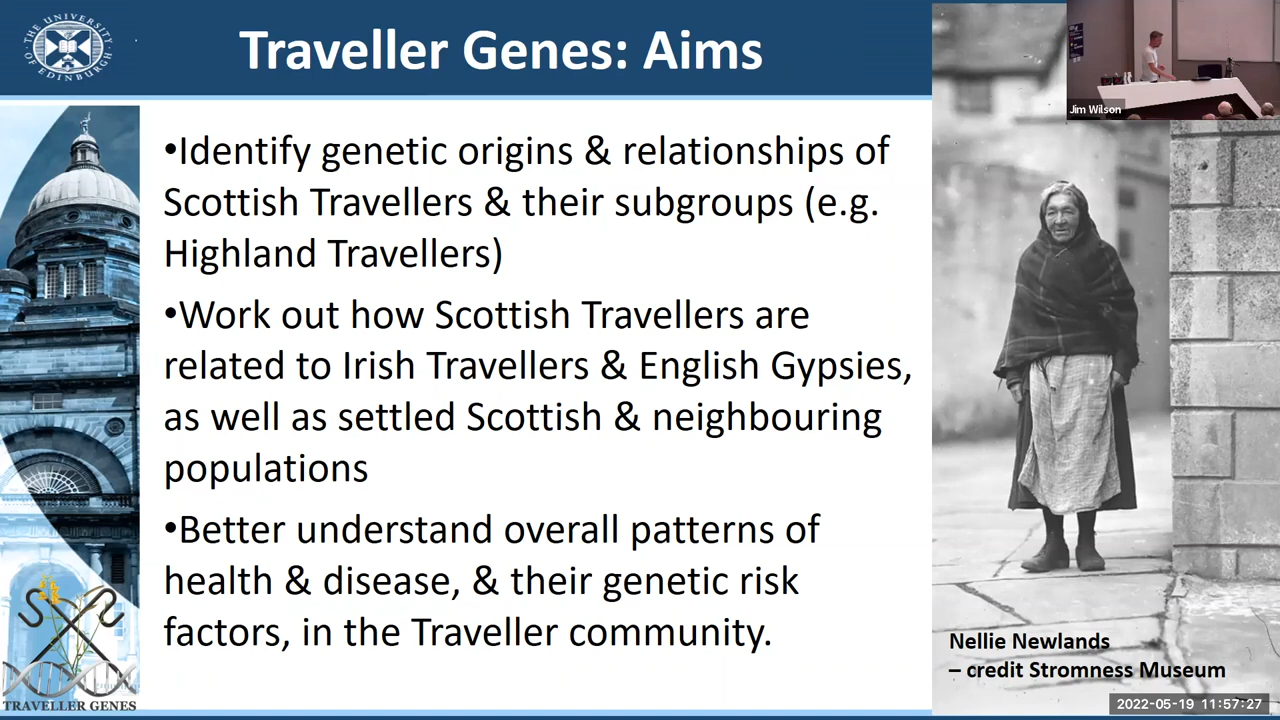 THE UNIVERSITY OF EDINBURGH
Traveller Genes: Aims
•Identify genetic origins & relationships of
Scottish Travellers & their subgroups (e.g.
Highland Travellers)
•Work out how Scottish Travellers are
related to Irish Travellers & English Gypsies,
as well as settled Scottish & neighbouring
populations
•Better understand overall patterns of
health & disease, & their genetic risk
factors, in the Traveller community.
TRAVELLER GENES
Jim Wilson
Nellie Newlands
– credit Stromness Museum
2022-05-19 11:57:27